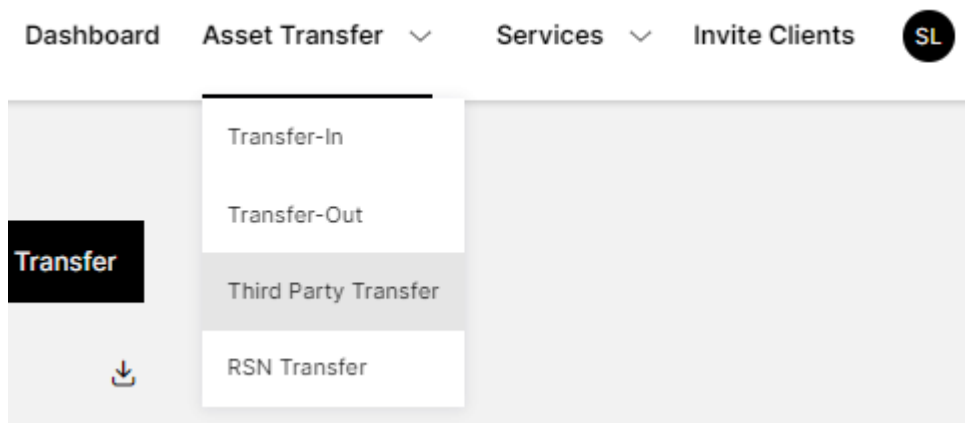 Dashboard Asset Transfer Services Invite Clients SL
Transfer-In
Transfer-Out
Transfer
Third Party Transfer
RSN Transfer